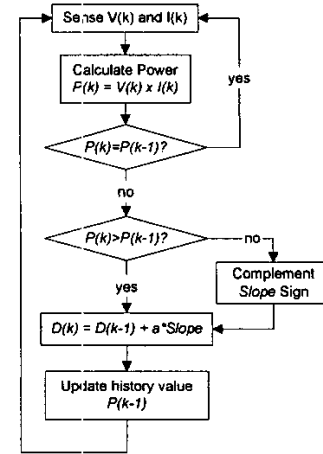 Sense V(k) and I(k)
Calculate Power
P(k) = V(k) x I(k)
yes
P(k)=P(k-1)?
no
P(k)>P(k-1)?
no
Complement
Slope Sign
yes
D(k) = D(k-1) + a*Slope
Update history value
P(k-1)